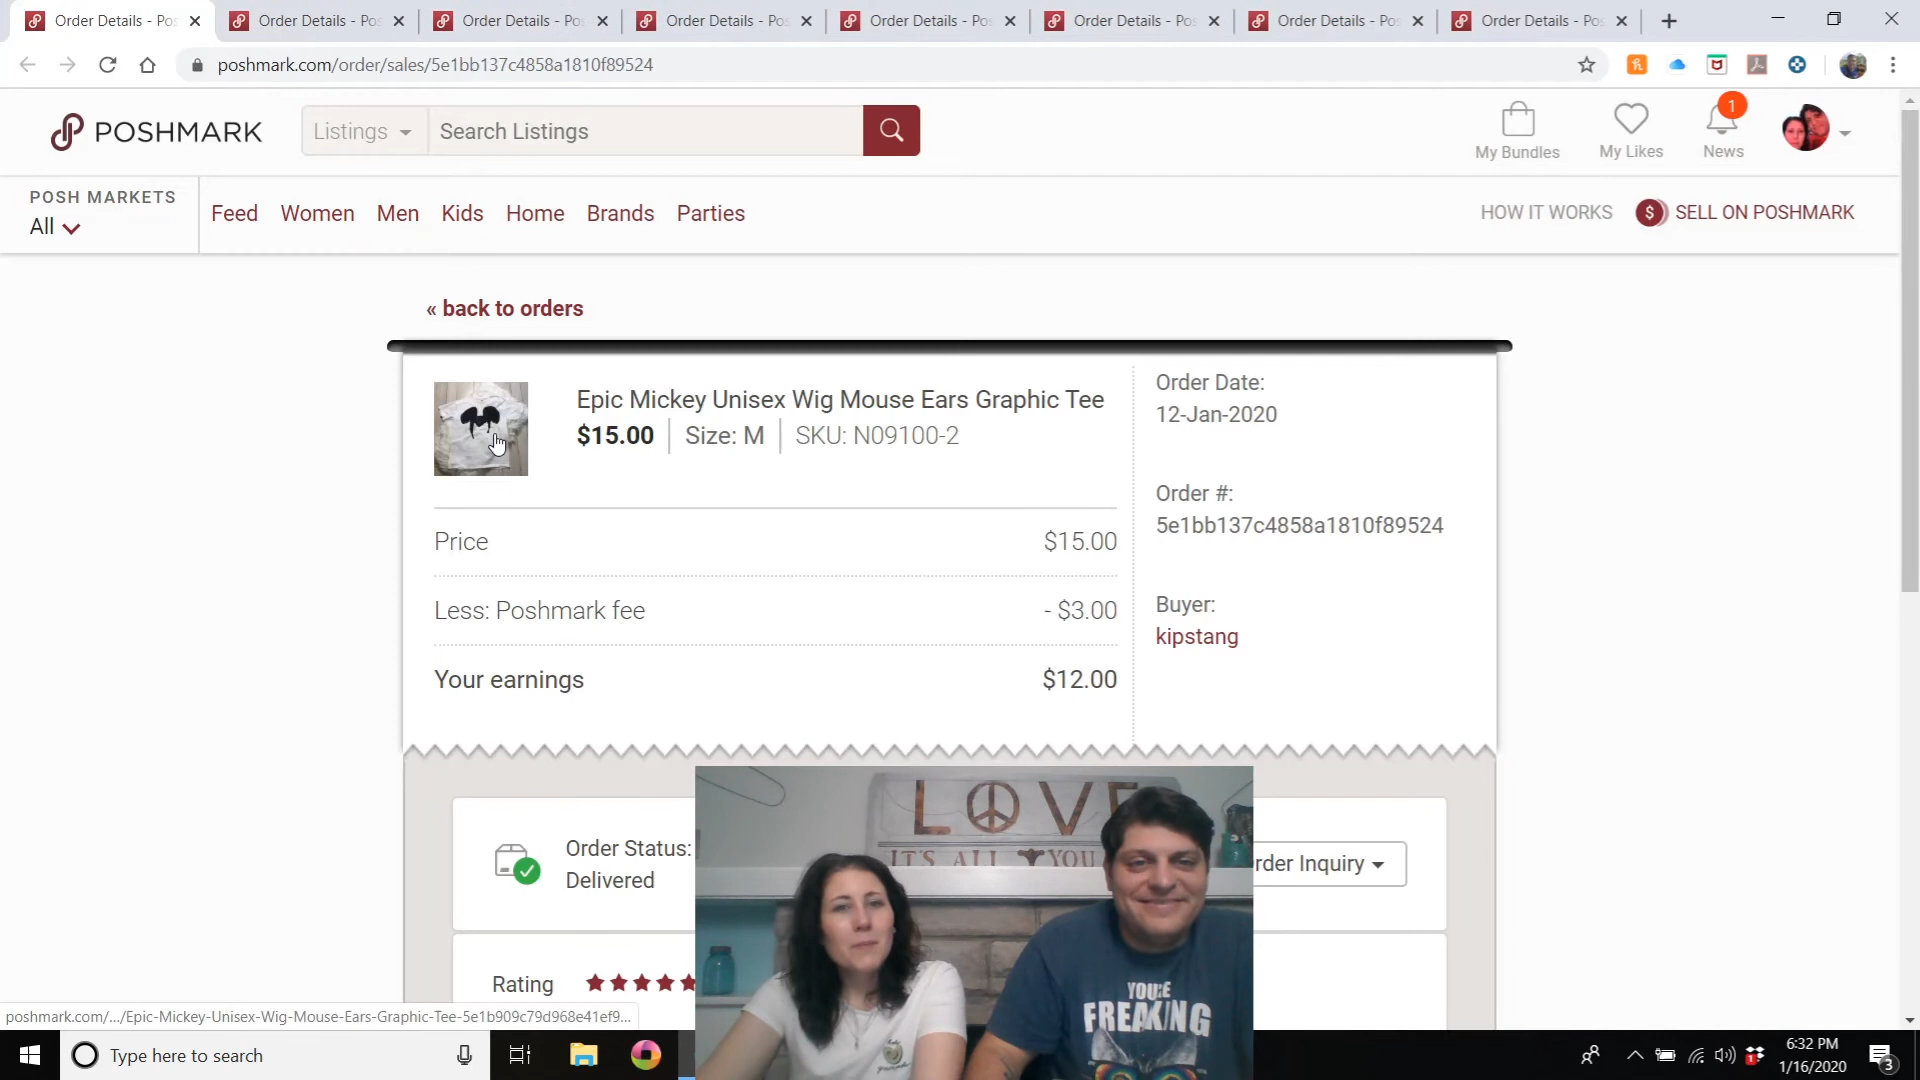 Order Details - Pos
Order Details - Pos
Order Details - Pos
Order Details - Pos
Order Details - Pos
Order Details - Pos
Order Details - Pos
Order Details - Pos
poshmark.com/order/sales/5e1bb137c4858a1810f89524
POSHMARK
Listings
Search Listings
My Bundles
My Likes
1
News
POSH MARKETS
All
Feed
Women
Men
Kids
Home
Brands
Parties
HOW IT WORKS
$ SELL ON POSHMARK
« back to orders
Epic Mickey Unisex Wig Mouse Ears Graphic Tee
$15.00 | Size: M | SKU: N09100-2
Price $15.00
Less: Poshmark fee - $3.00
Your earnings $12.00
Order Date:
12-Jan-2020
Order #:
5e1bb137c4858a1810f89524
Buyer:
kipstang
Order Status:
Delivered
rder Inquiry
Rating
LOVE
IT'S ALL YOU
YOU'RE
FREAKING
poshmark.com/.../Epic-Mickey-Unisex-Wig-Mouse-Ears-Graphic-Tee-5e1b909c79d968e41ef9...
Type here to search
6:32 PM
1/16/2020
3